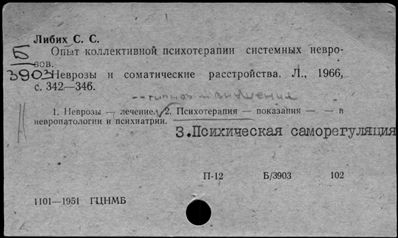 Либих С. С.
Б Опыт коллективной психотерапии системных невро-
зов.
3903 Неврозы и соматические расстройства. Л., 1966,
с. 342—346.
1. Неврозы — лечение. 2. Психотерапия — показания — — в
невропатологии и психиатрии.
3. Психическая саморегуляция
П-12 Б/3903 102
1101—1951 ГЦНМБ